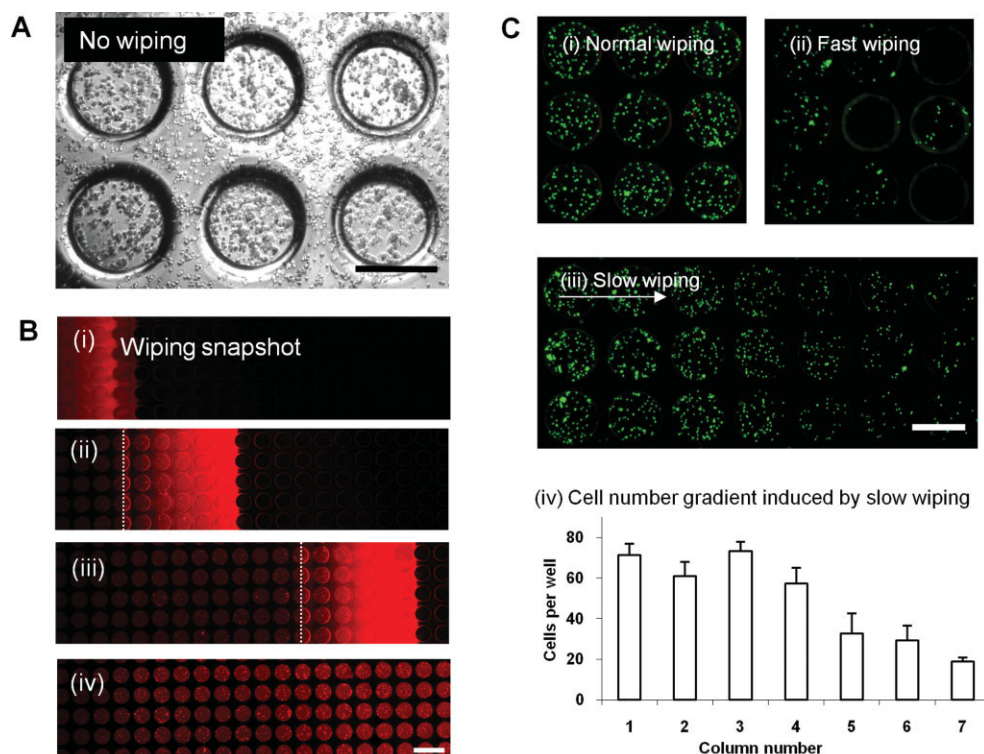 A
No wiping
B
(i)
Wiping snapshot
(ii)
(iii)
(iv)
C
(i) Normal wiping
(ii) Fast wiping
(iii) Slow wiping
(iv) Cell number gradient induced by slow wiping
Cells per well
80
60
40
20
0
1 2 3 4 5 6 7
Column number